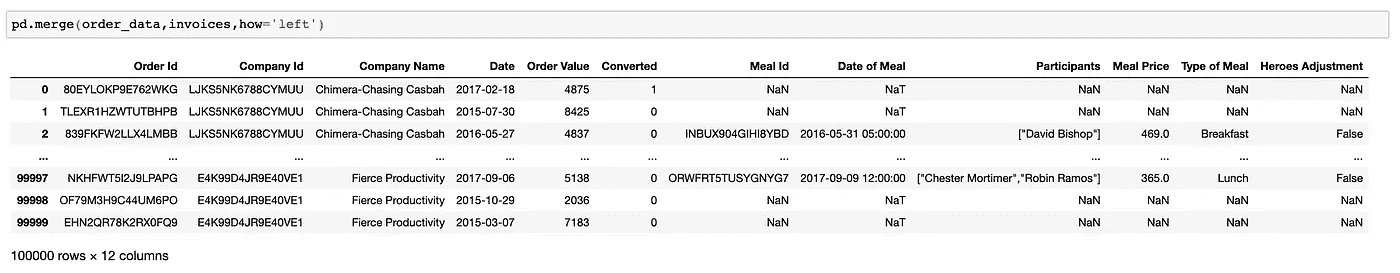 pd.merge(order_data,invoices,how='left')
Order Id Company Id Company Name Date Order Value Converted Meal Id Date of Meal Participants Meal Price Type of Meal Heroes Adjustment
0 80EYLOKP9E762WKG LJKS5NK6788CYMUU Chimera-Chasing Casbah 2017-02-18 4875 1 NaN NaT NaN NaN NaN NaN
1 TLEXR1HZWTUTBHPB LJKS5NK6788CYMUU Chimera-Chasing Casbah 2015-07-30 8425 0 NaN NaT NaN NaN NaN NaN
2 839FKFW2LLX4LMBB LJKS5NK6788CYMUU Chimera-Chasing Casbah 2016-05-27 4837 0 INBUX904GIHI8YBD 2016-05-31 05:00:00 ["David Bishop"] 469.0 Breakfast False
... ... ... ... ... ... ... ... ... ... ... ... ...
99997 NKHFWT5I2J9LPAPG E4K99D4JR9E40VE1 Fierce Productivity 2017-09-06 5138 0 ORWFRT5TUSYGNYG7 2017-09-09 12:00:00 ["Chester Mortimer","Robin Ramos"] 365.0 Lunch False
99998 OF79M3H9C44UM6PO E4K99D4JR9E40VE1 Fierce Productivity 2015-10-29 2036 0 NaN NaT NaN NaN NaN NaN
99999 EHN2QR78K2RX0FQ9 E4K99D4JR9E40VE1 Fierce Productivity 2015-03-07 7183 0 NaN NaT NaN NaN NaN NaN
100000 rows × 12 columns